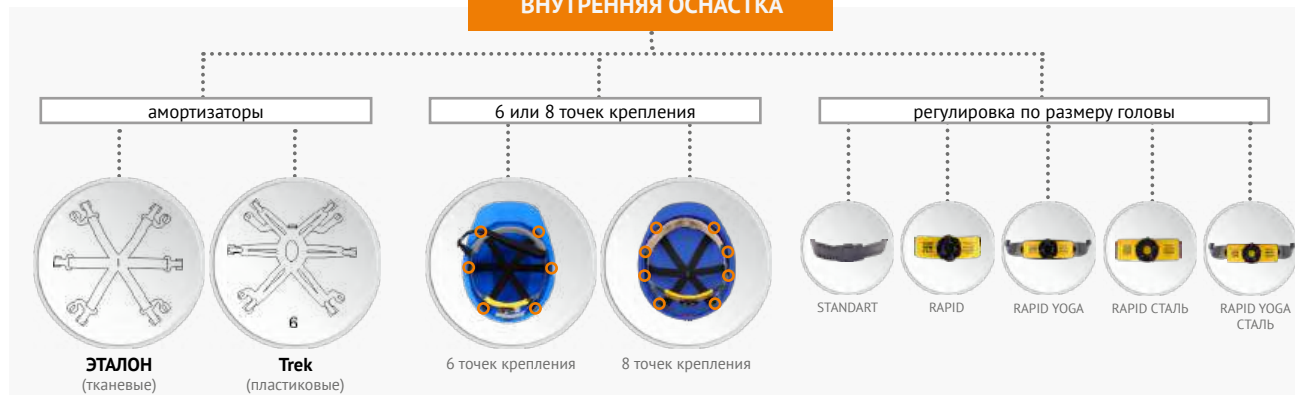 ВНУТРЕННЯЯ ОСНАСТКА
амортизаторы
6 или 8 точек крепления
регулировка по размеру головы
6
STANDART
RAPID
RAPID YOGA
RAPID СТАЛЬ
RAPID YOGA
СТАЛЬ
ЭТАЛОН
(тканевые)
Trek
(пластиковые)
6 точек крепления
8 точек крепления